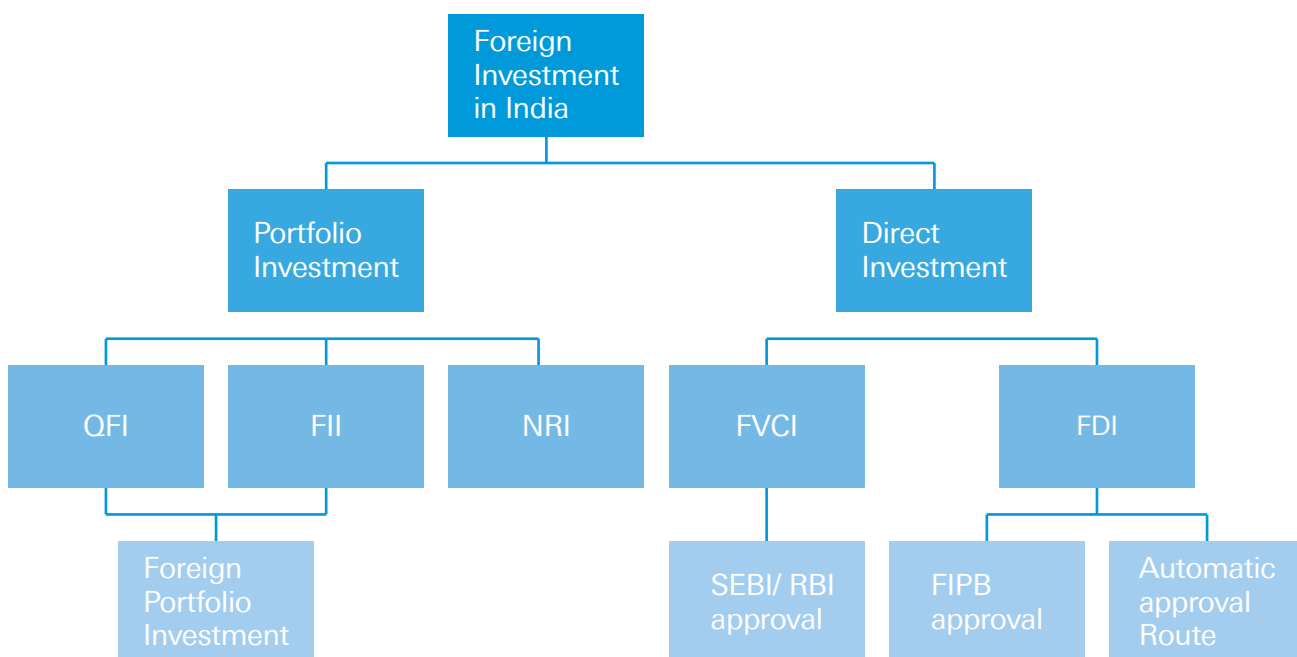 Foreign
Investment
in India
Portfolio
Investment
Direct
Investment
QFI
FII
NRI
FVCI
FDI
Foreign
Portfolio
Investment
SEBI/ RBI
approval
FIPB
approval
Automatic
approval
Route